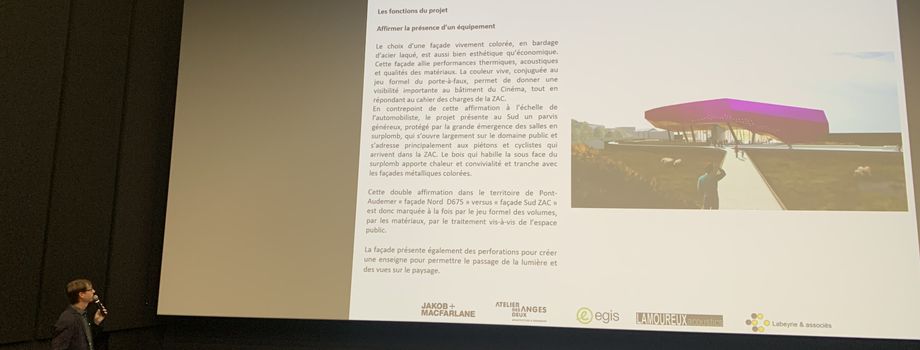 Les fonctions du projet
Affirmer la présence d'un équipement
Le choix d'une façade vivement colorée, en bardage
d'acier laqué, est aussi bien esthétique qu'économique.
Cette façade allie performances thermiques, acoustiques
et qualités des matériaux. La couleur vive, conjuguée au
jeu formel du porte-à-faux, permet de donner une
visibilité importante au bâtiment du Cinéma, tout en
répondant au cahier des charges de la ZAC.
En contrepoint de cette affirmation à l'échelle de
l'automobiliste, le projet présente au Sud un parvis
généreux, protégé par la grande émergence des salles en
surplomb, qui s'ouvre largement sur le domaine public et
s'adresse principalement aux piétons et cyclistes qui
arrivent dans la ZAC. Le bois qui habille la sous face du
surplomb apporte chaleur et convivialité et tranche avec
les façades métalliques colorées.
Cette double affirmation dans le territoire de Pont-
Audemer « façade Nord D675 » versus « façade Sud ZAC »
est donc marquée à la fois par le jeu formel des volumes,
par les matériaux, par le traitement vis-à-vis de l'espace
public.
La façade présente également des perforations pour créer
une enseigne pour permettre le passage de la lumière et
des vues sur le paysage.
JAKOB+
MACFARLANE
ATELIER
DES ANGES
DEUX
egis
LAMOUREUX acoustics
Labeyrie & associés